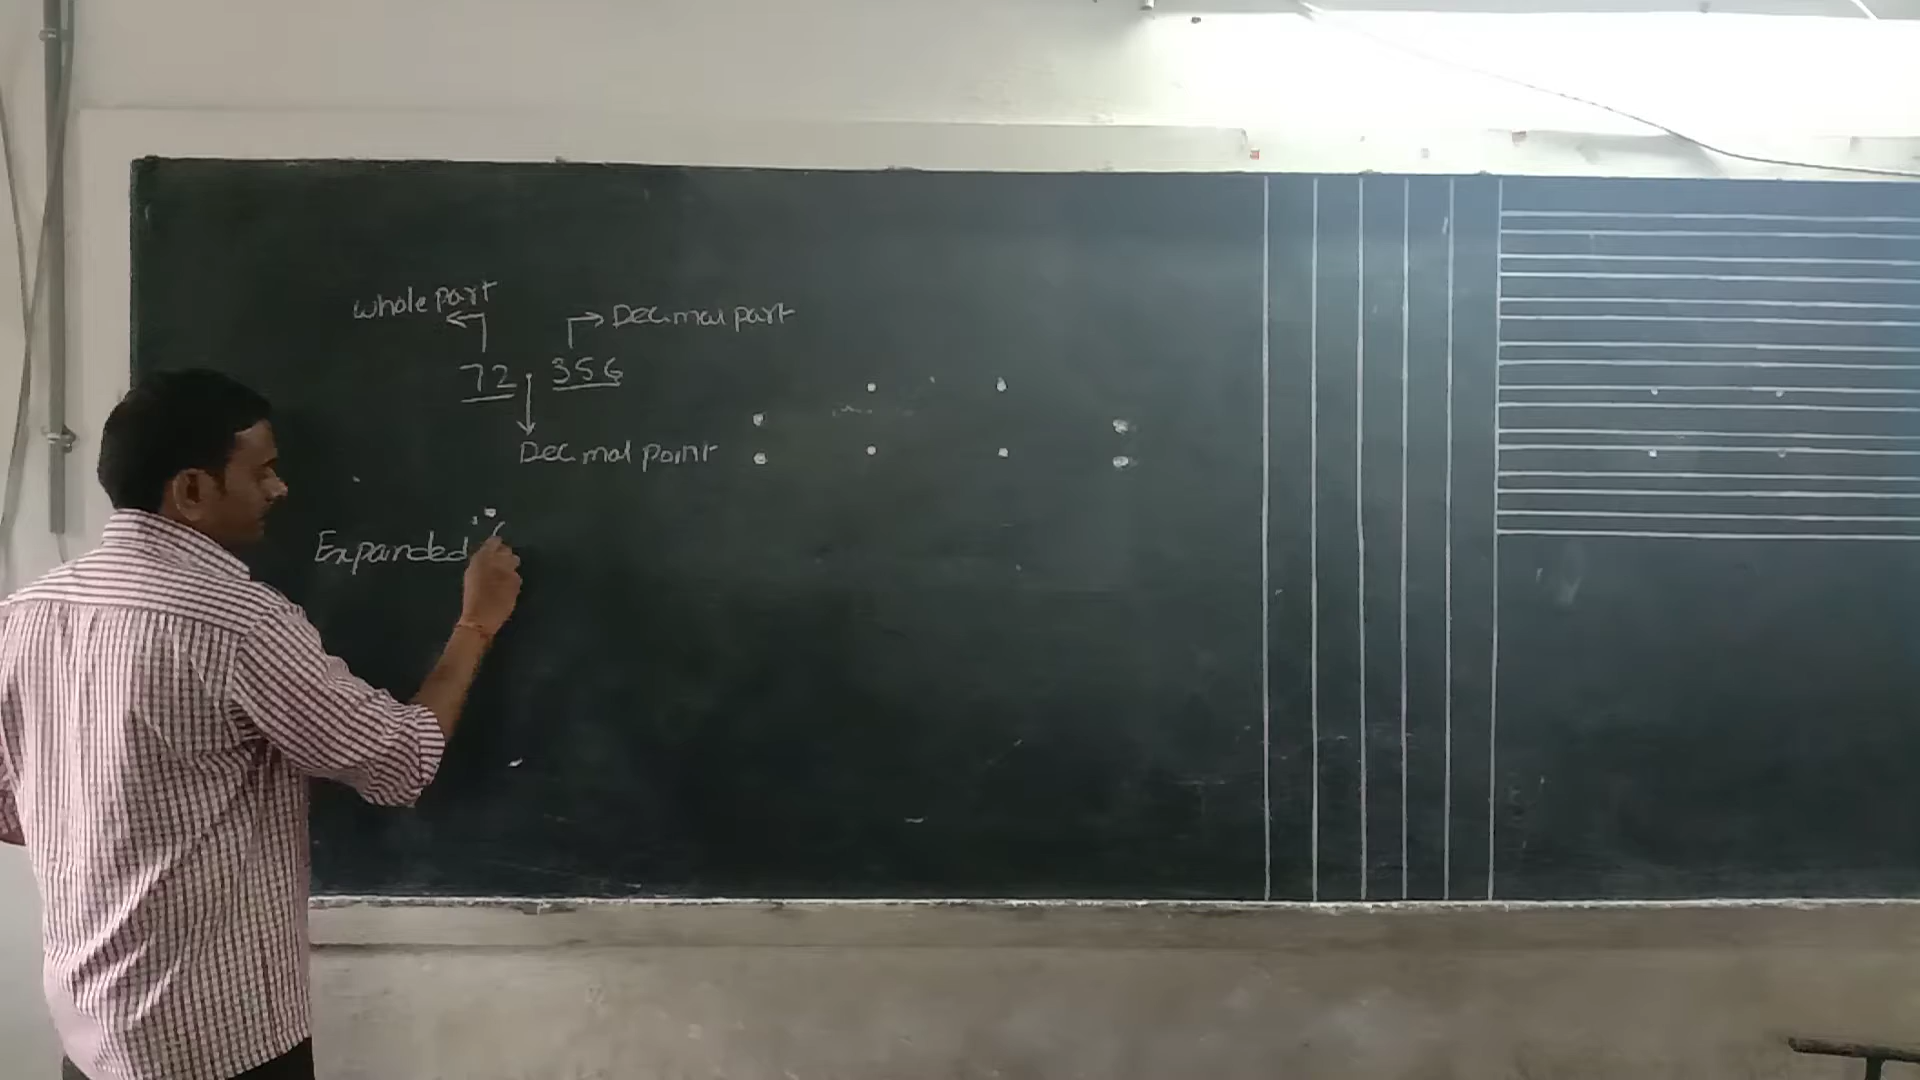 whole part
Decimal part
72.356
Decimal point
Expanded